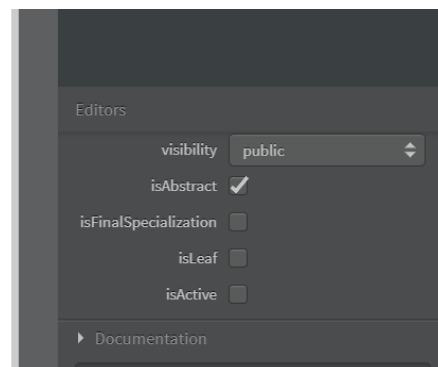 Editors
visibility public
isAbstract
isFinalSpecialization
isLeaf
isActive
Documentation